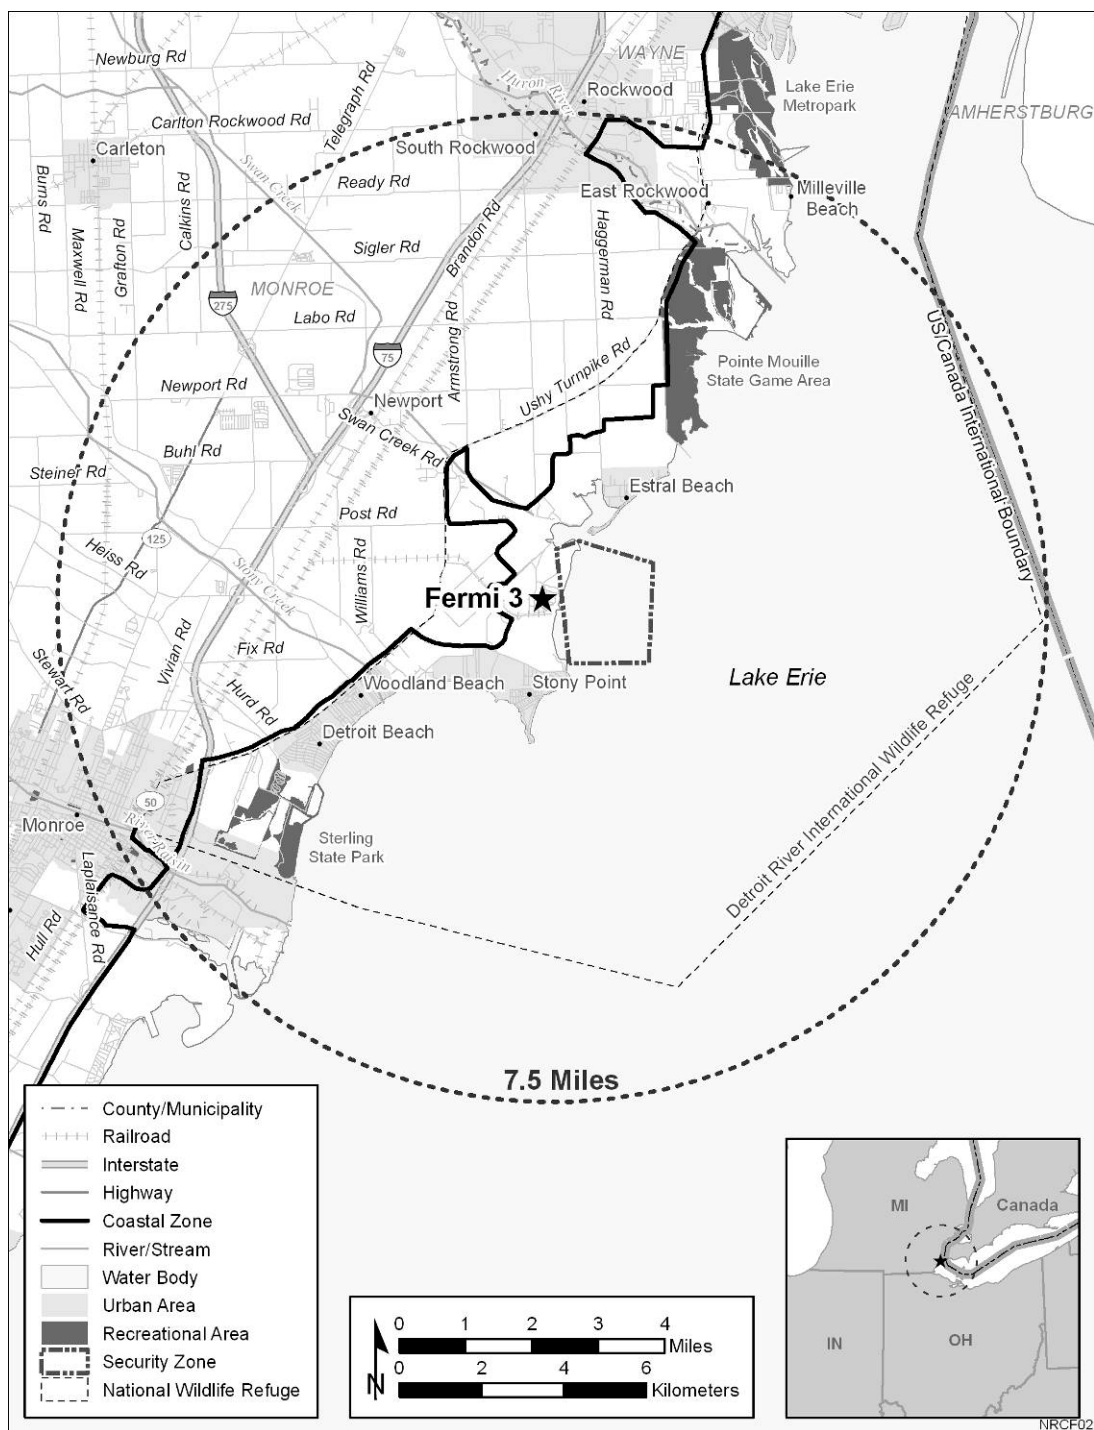 WAYNE
Newburg Rd
Huron River
Rockwood
Lake Erie
Metropark
Telegraph Rd
AMHERSTBURG
Carlton Rockwood Rd
South Rockwood
Carleton
Swan Creek
Ready Rd
East Rockwood
Milleville
Beach
Burns Rd
Maxwell Rd
Grafton Rd
Calkins Rd
Brandon Rd
Haggerman Rd
Sigler Rd
MONROE
275
Labo Rd
75
Armstrong Rd
US/Canada International Boundary
Pointe Mouille
State Game Area
Newport Rd
Newport
Ushy Turnpike Rd
Swan Creek Rd
Buhl Rd
Steiner Rd
Estral Beach
Post Rd
125
Heiss Rd
Stony Creek
Williams Rd
Fermi 3
Vivian Rd
Fix Rd
Stewart Rd
Hurd Rd
Woodland Beach
Stony Point
Lake Erie
Detroit Beach
Detroit River International Wildlife Refuge
50
Monroe
River Raisin
Sterling
State Park
Laplaisance Rd
Hull Rd
7.5 Miles
County/Municipality
Railroad
Interstate
Highway
Coastal Zone
River/Stream
Water Body
Urban Area
Recreational Area
Security Zone
National Wildlife Refuge
0 1 2 3 4
Miles
0 2 4 6
Kilometers
N
MI
Canada
IN
OH
NRCF02